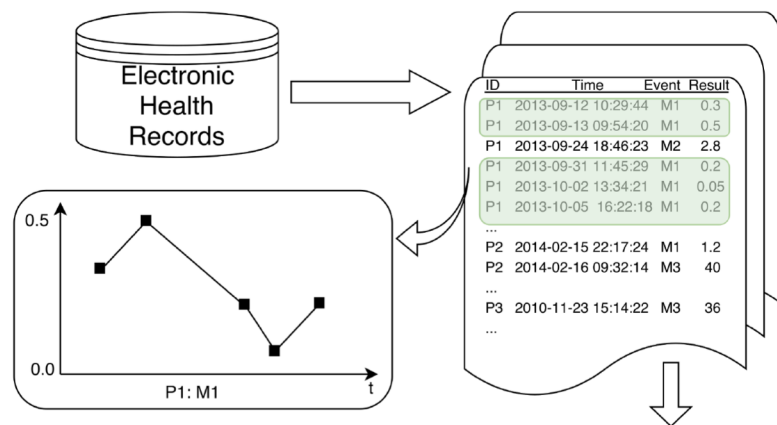 Electronic
Health
Records
ID Time Event Result
P1 2013-09-12 10:29:44 M1 0.3
P1 2013-09-13 09:54:20 M1 0.5
P1 2013-09-24 18:46:23 M2 2.8
P1 2013-09-31 11:45:29 M1 0.2
P1 2013-10-02 13:34:21 M1 0.05
P1 2013-10-05 16:22:18 M1 0.2
...
P2 2014-02-15 22:17:24 M1 1.2
P2 2014-02-16 09:32:14 M3 40
...
P3 2010-11-23 15:14:22 M3 36
...
0.5
0.0
t
P1: M1